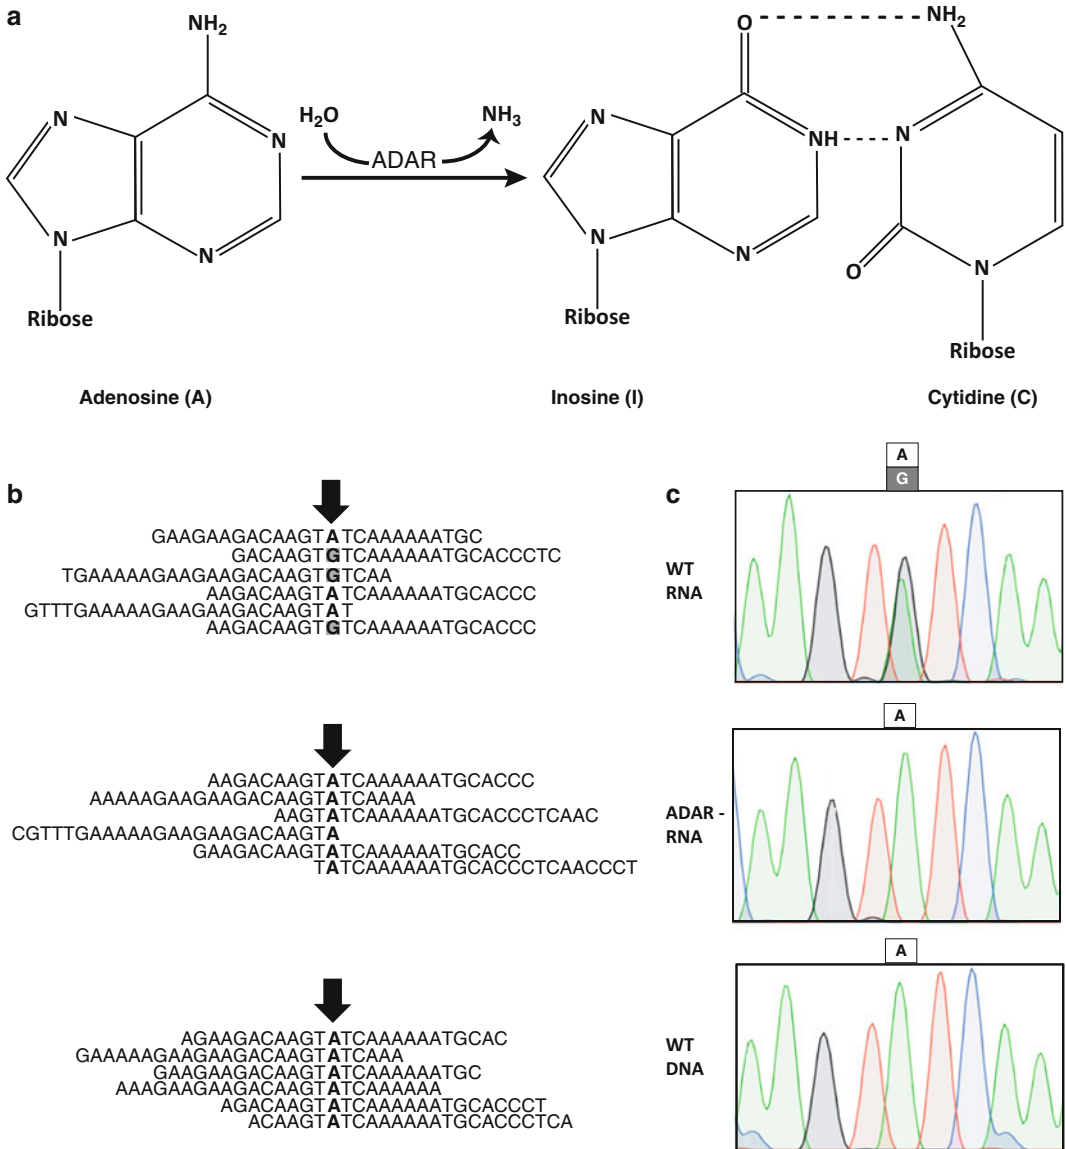 a
NH2
N
N
N
N
Ribose
Adenosine (A)
H2O
ADAR
NH3
O
N
NH
N
N
Ribose
Inosine (I)
NH2
N
O
N
Ribose
Cytidine (C)
b
GAAGAAGACAAGTATCAAAAAATGC
GACAAGTGTCAAAAAATGCACCCTC
TGAAAAAGAAGAAGACAAGTGTCAA
AAGACAAGTATCAAAAAATGCACCC
GTTTGAAAAAGAAGAAGACAAGTAT
AAGACAAGTGTCAAAAAATGCACCC
AAGACAAGTATCAAAAAATGCACCC
AAAAAGAAGAAGACAAGTATCAAAA
AAGTATCAAAAAATGCACCCTCAAC
CGTTTGAAAAAGAAGAAGACAAGTA
GAAGACAAGTATCAAAAAATGCACC
TATCAAAAAATGCACCCTCAACCCT
AGAAGACAAGTATCAAAAAATGCAC
GAAAAAGAAGAAGACAAGTATCAAA
GAAGAAGACAAGTATCAAAAAATGC
AAAGAAGAAGACAAGTATCAAAAAA
AGACAAGTATCAAAAAATGCACCCT
ACAAGTATCAAAAAATGCACCCTCA
c
A
G
WT
RNA
A
ADAR -
RNA
A
WT
DNA